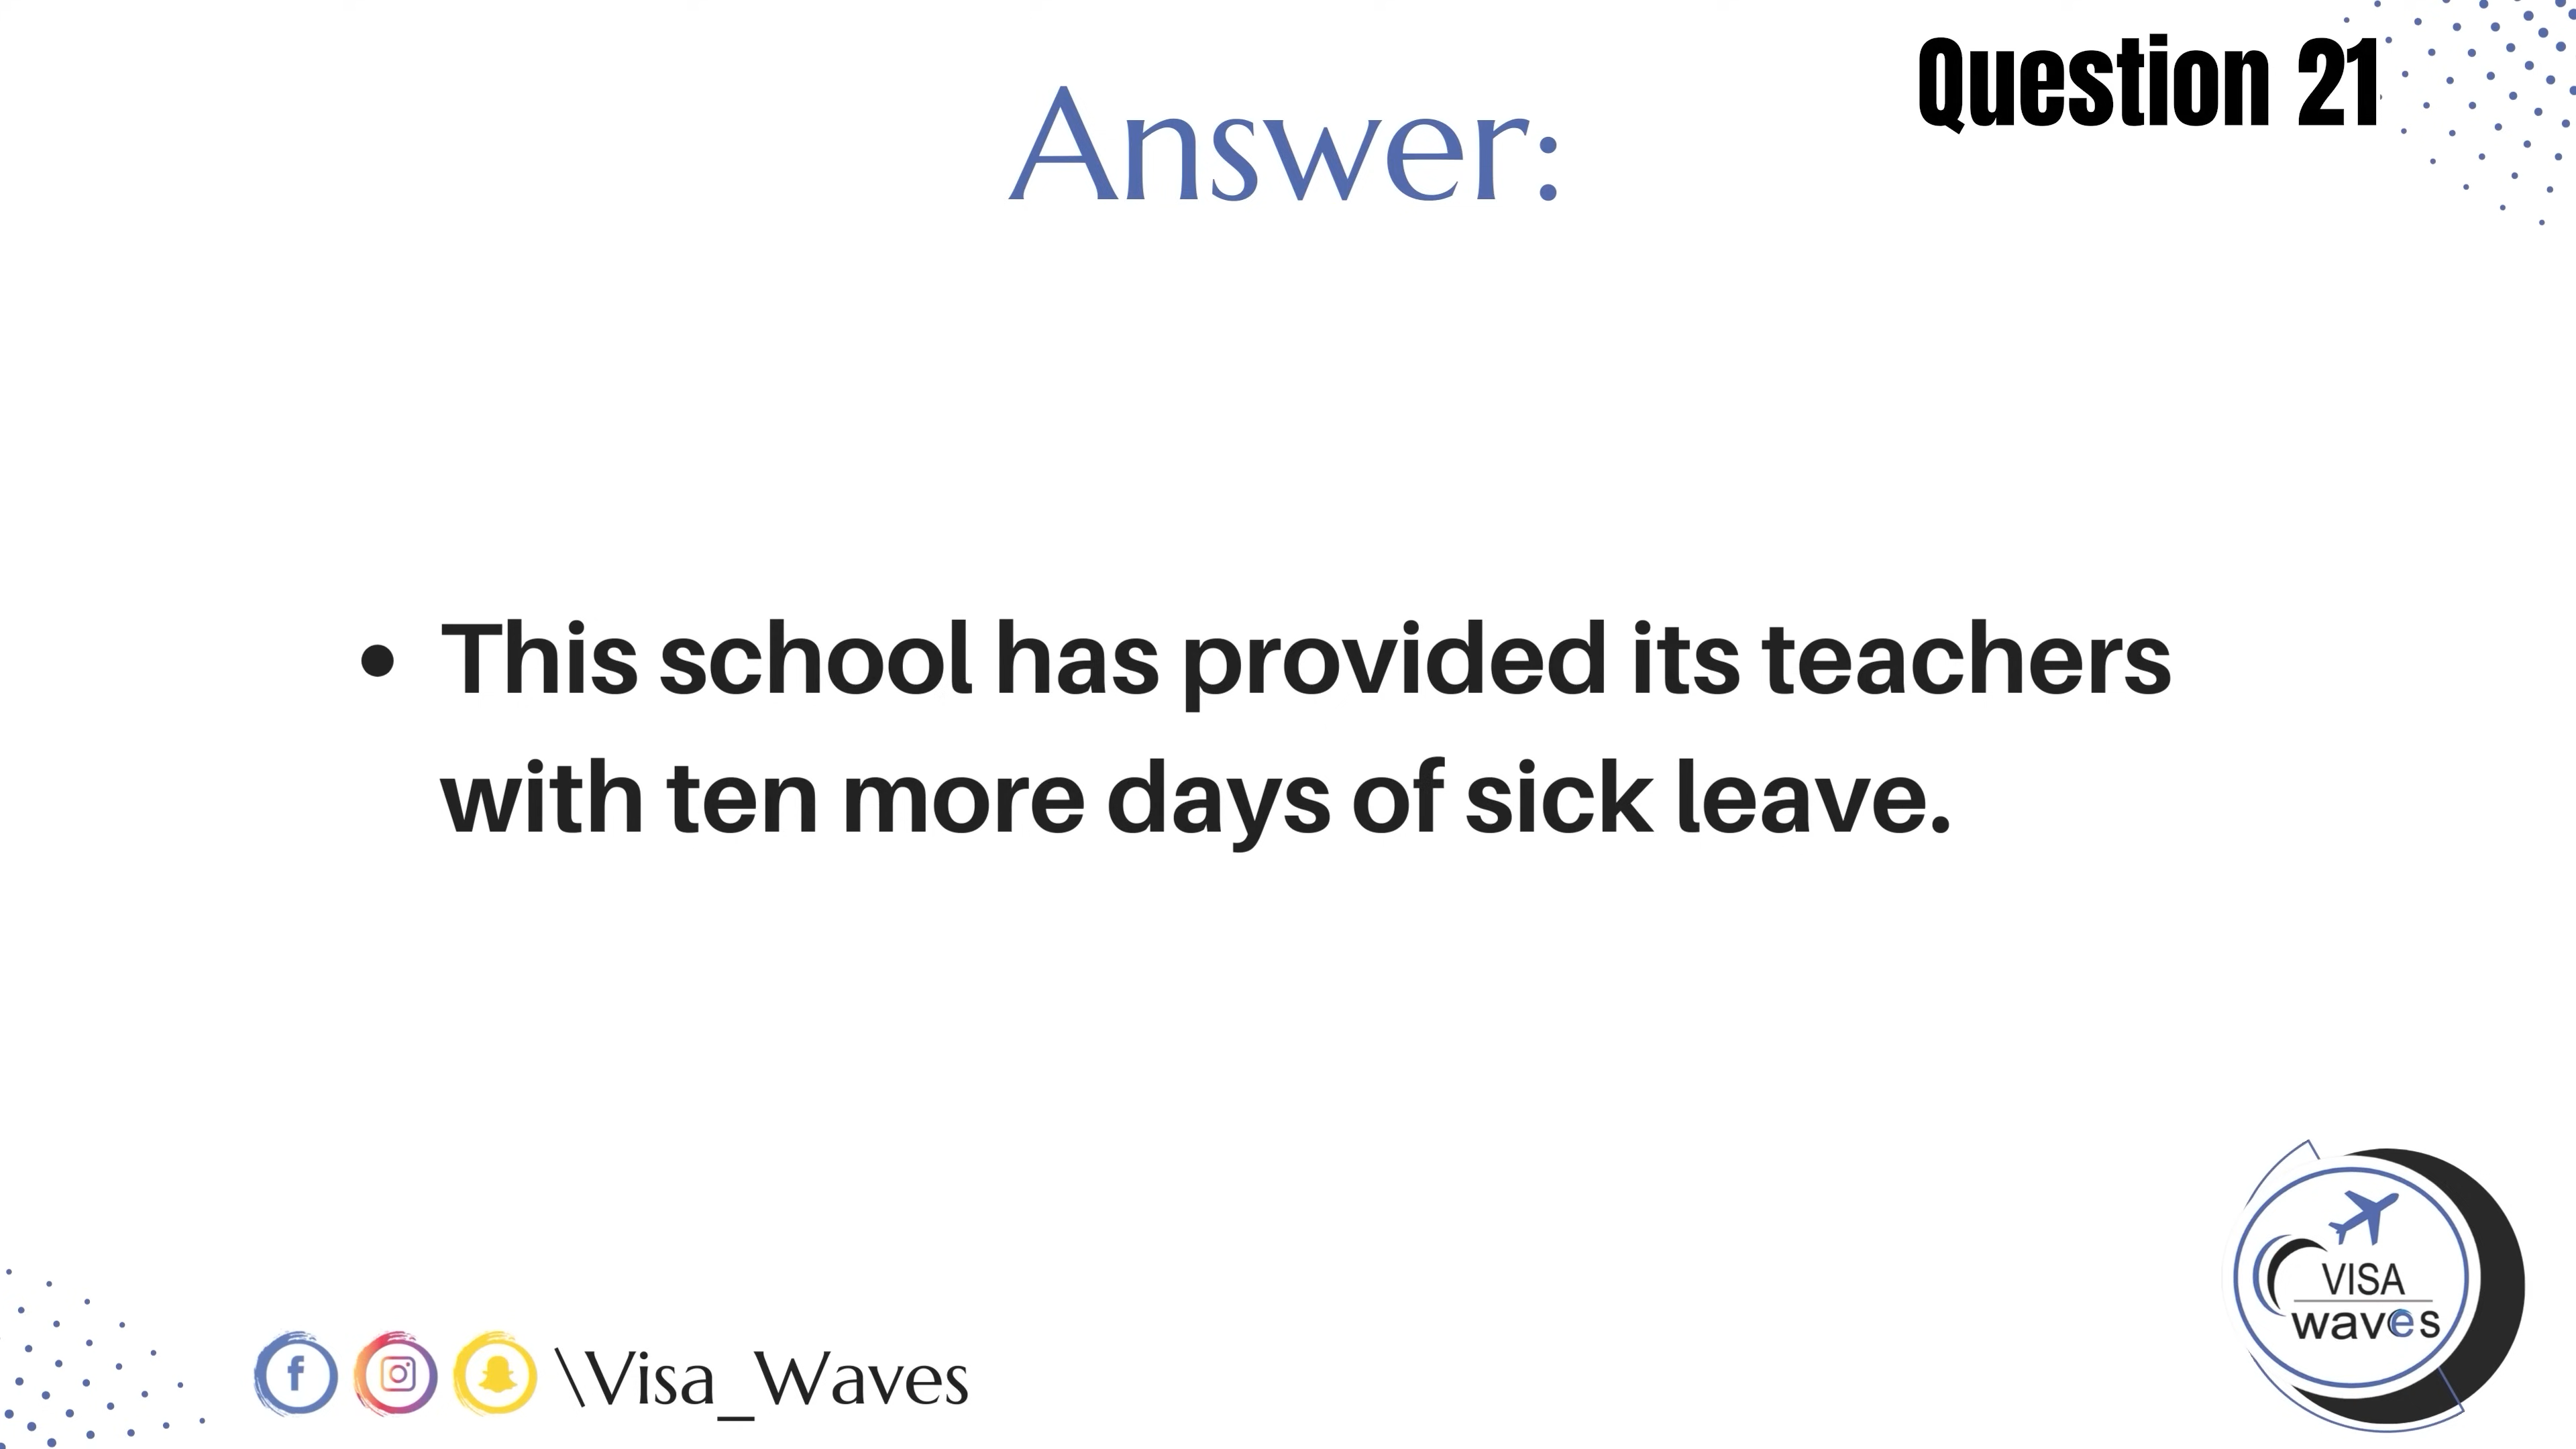 Question 21
Answer:
• This school has provided its teachers
with ten more days of sick leave.
\Visa_Waves
VISA
waves